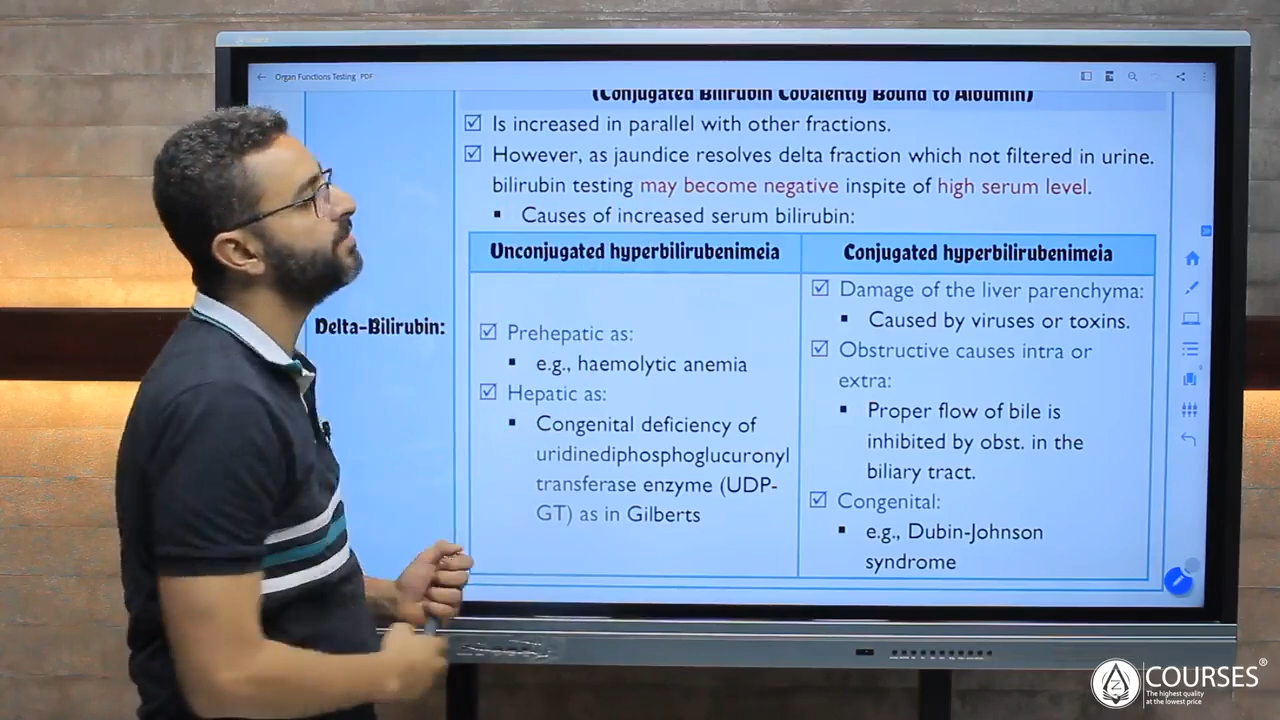 Organ Functions Testing PDF
(Conjugated Bilirubin Covalently Bound to Albumin)
☑ Is increased in parallel with other fractions.
☑ However, as jaundice resolves delta fraction which not filtered in urine.
bilirubin testing may become negative inspite of high serum level.
▪ Causes of increased serum bilirubin:
Delta-Bilirubin:
Unconjugated hyperbilirubenimeia
☑ Prehepatic as:
▪ e.g., haemolytic anemia
☑ Hepatic as:
▪ Congenital deficiency of
uridinediphosphoglucuronyl
transferase enzyme (UDP-
GT) as in Gilberts
Conjugated hyperbilirubenimeia
☑ Damage of the liver parenchyma:
▪ Caused by viruses or toxins.
☑ Obstructive causes intra or
extra:
▪ Proper flow of bile is
inhibited by obst. in the
biliary tract.
☑ Congenital:
▪ e.g., Dubin-Johnson
syndrome
COURSES®
The highest quality
at the lowest price